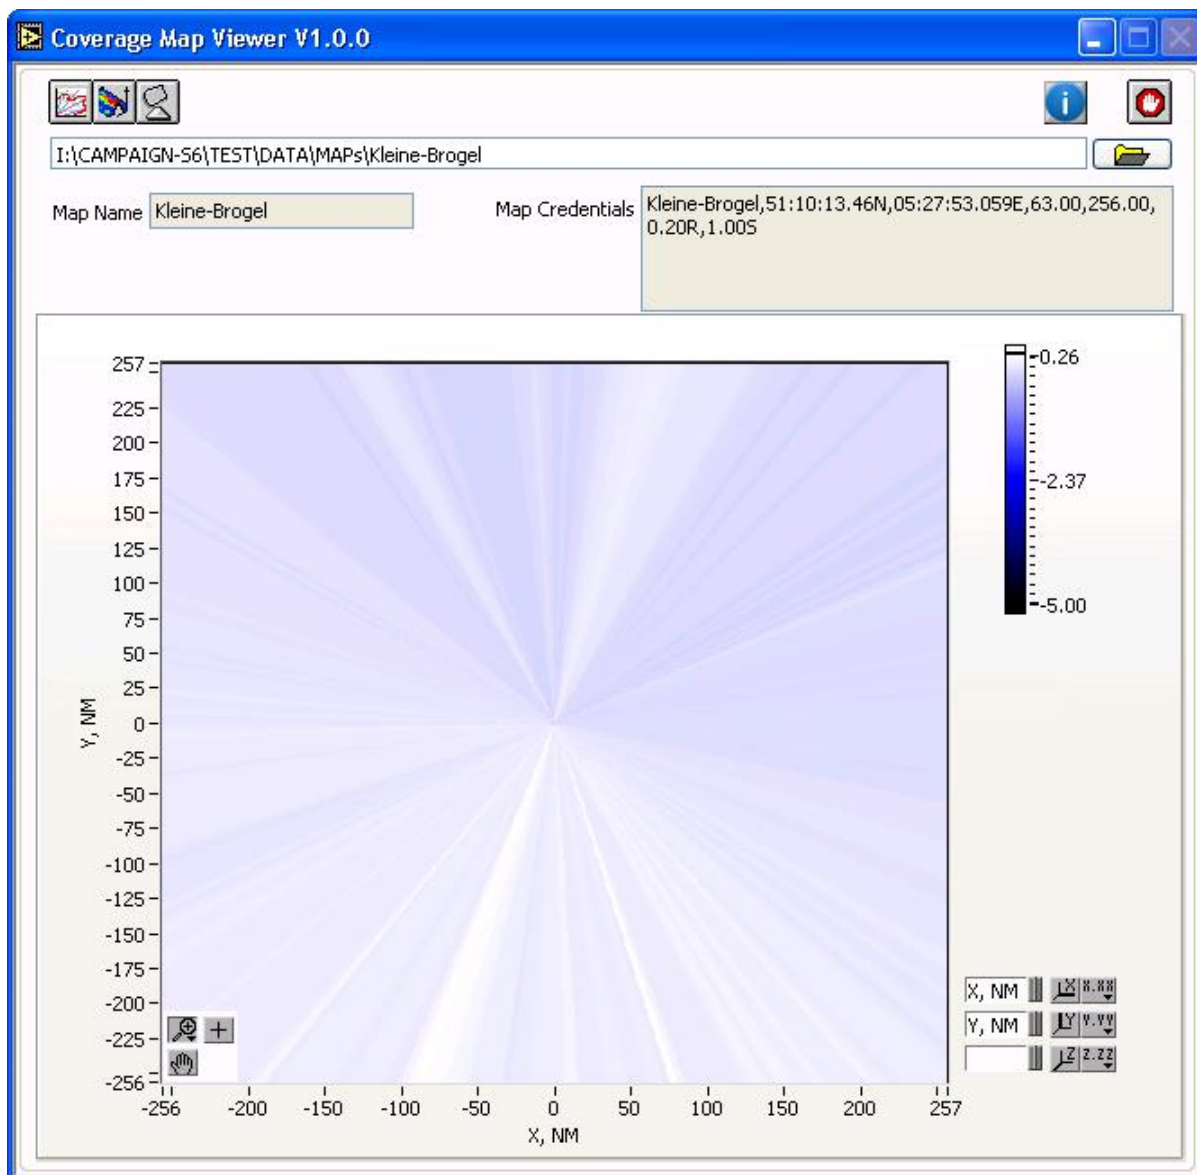 Coverage Map Viewer V1.0.0
i
I:\CAMPAIGN-S6\TEST\DATA\MAPs\Kleine-Brogel
Map Name Kleine-Brogel
Map Credentials Kleine-Brogel,51:10:13.46N,05:27:53.059E,63.00,256.00,
0.20R,1.00S
257
225
200
175
150
125
100
75
50
25
0
-25
-50
-75
-100
-125
-150
-175
-200
-225
-256
Y, NM
-256 -200 -150 -100 -50 0 50 100 150 200 257
X, NM
-0.26
-2.37
-5.00
X, NM X X.XX
Y, NM Y Y.YY
Z Z.ZZ